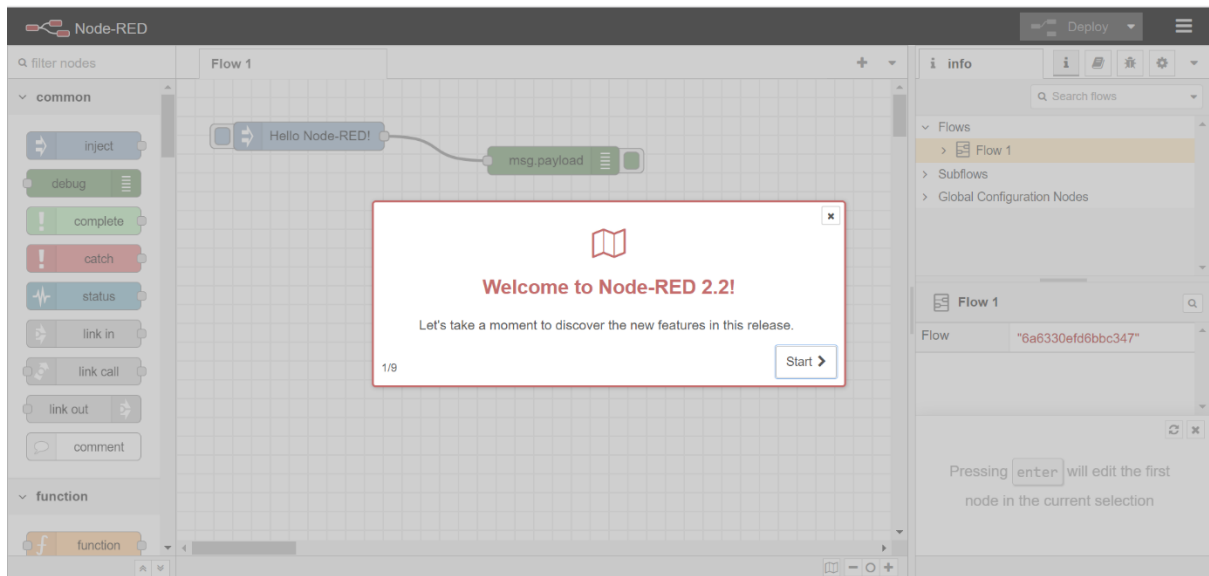 Node-RED
Deploy
filter nodes
Flow 1
i info
i
common
Search flows
inject
Hello Node-RED!
msg.payload
Flows
Flow 1
Subflows
Global Configuration Nodes
debug
complete
catch
status
link in
link call
link out
comment
function
f function
Welcome to Node-RED 2.2!
Let's take a moment to discover the new features in this release.
1/9
Start
Flow 1
Flow "6a6330efd6bbc347"
Pressing enter will edit the first
node in the current selection